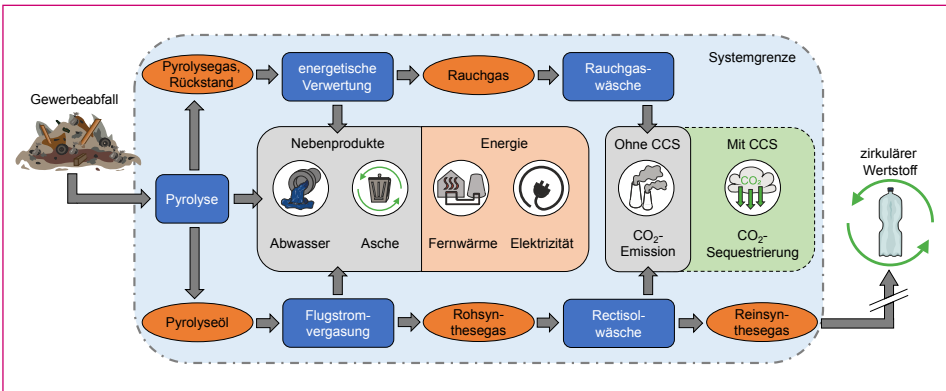 Systemgrenze
Pyrolysegas,
Rückstand
energetische
Verwertung
Rauchgas
Rauchgas-
wäsche
Gewerbeabfall
Nebenprodukte
Energie
Ohne CCS
Mit CCS
CO₂
zirkulärer
Wertstoff
Pyrolyse
Abwasser
Asche
Fernwärme
Elektrizität
CO₂-
Emission
CO₂-
Sequestrierung
Pyrolyseöl
Flugstrom-
vergasung
Rohsyn-
thesegas
Rectisol-
wäsche
Reinsyn-
thesegas